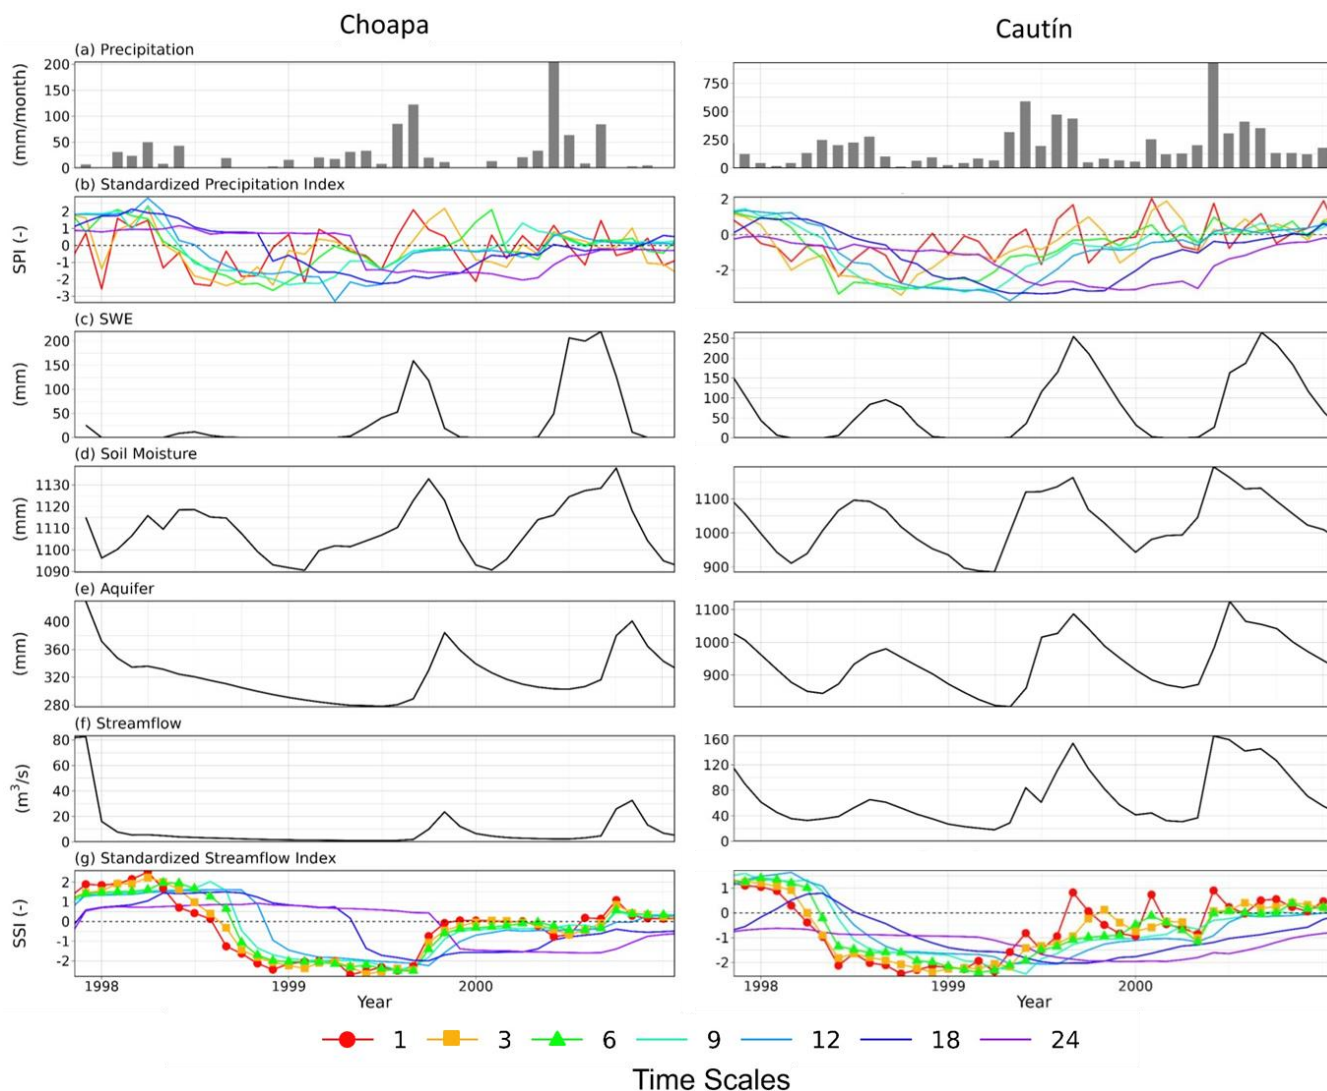 Choapa
Cautín
(a) Precipitation
200
150
100
50
0
(mm/month)
750
500
250
0
(b) Standardized Precipitation Index
2
1
0
-1
-2
-3
SPI (-)
2
0
-2
(c) SWE
200
150
100
50
0
(mm)
250
200
150
100
50
0
(d) Soil Moisture
1130
1120
1110
1100
1090
(mm)
1100
1000
900
(e) Aquifer
400
360
320
280
(mm)
1100
1000
900
(f) Streamflow
80
60
40
20
0
(m³/s)
160
120
80
40
0
(g) Standardized Streamflow Index
2
1
0
-1
-2
SSI (-)
1
0
-1
-2
1998 1999 2000
Year
1998 1999 2000
Year
1 3 6 9 12 18 24
Time Scales